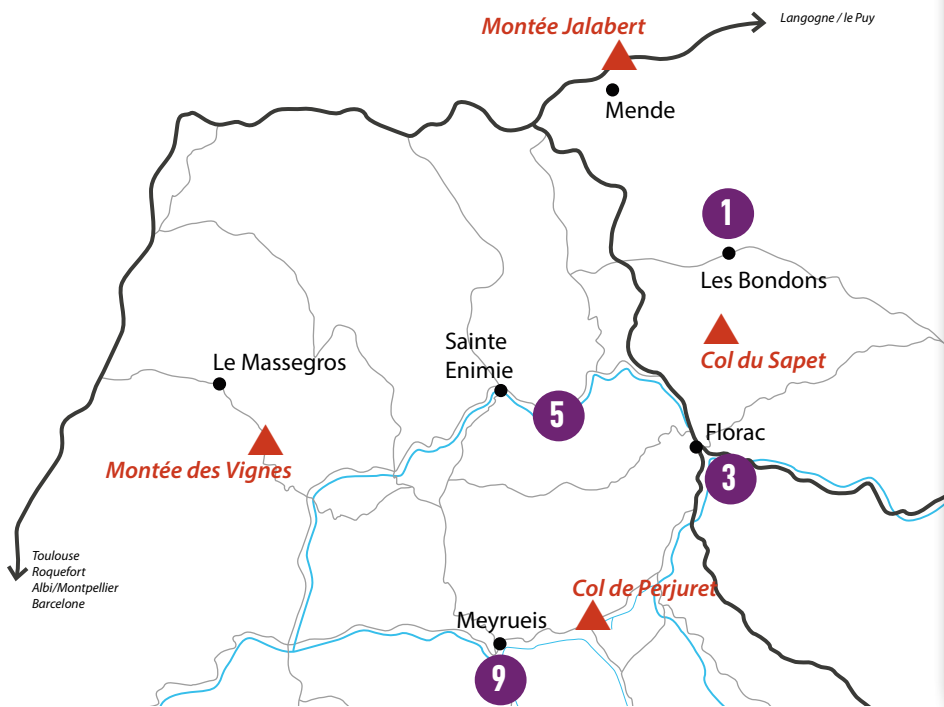 Langogne / le Puy
Montée Jalabert
Mende
1
Les Bondons
Sainte
Enimie
Col du Sapet
Le Massegros
5
Florac
Montée des Vignes
3
Toulouse
Roquefort
Albi/Montpellier
Barcelone
Col de Perjuret
Meyrueis
9